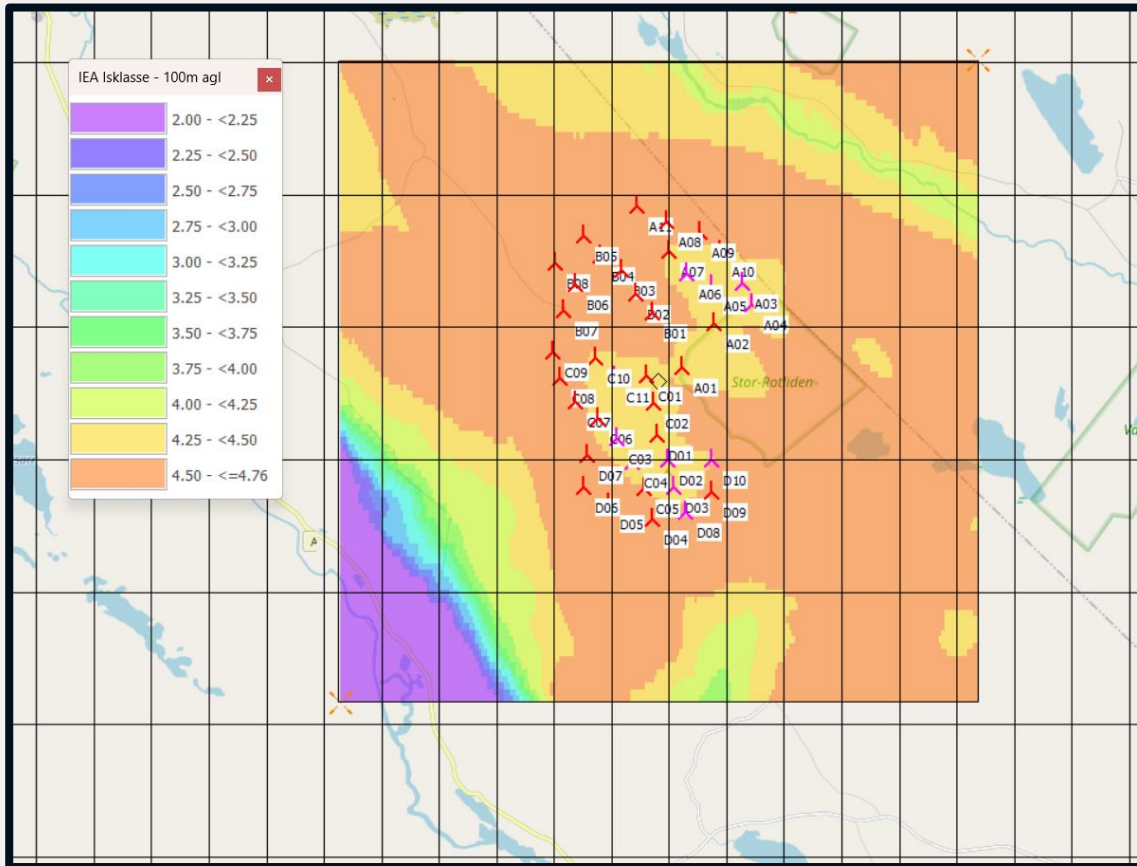 IEA Isklasse - 100m agl
2.00 - <2.25
2.25 - <2.50
2.50 - <2.75
2.75 - <3.00
3.00 - <3.25
3.25 - <3.50
3.50 - <3.75
3.75 - <4.00
4.00 - <4.25
4.25 - <4.50
4.50 - <=4.76
A11
A08
A09
B05
A07
A10
B04
B08
B03
A06
B06
A05
A03
B02
A04
B07
B01
A02
C09
C10
A01
Stor-Rotliden
C11
C01
C08
C07
C02
C06
C03
D01
D07
C04
D02
D10
D06
C05
D03
D09
D05
D08
D04
A